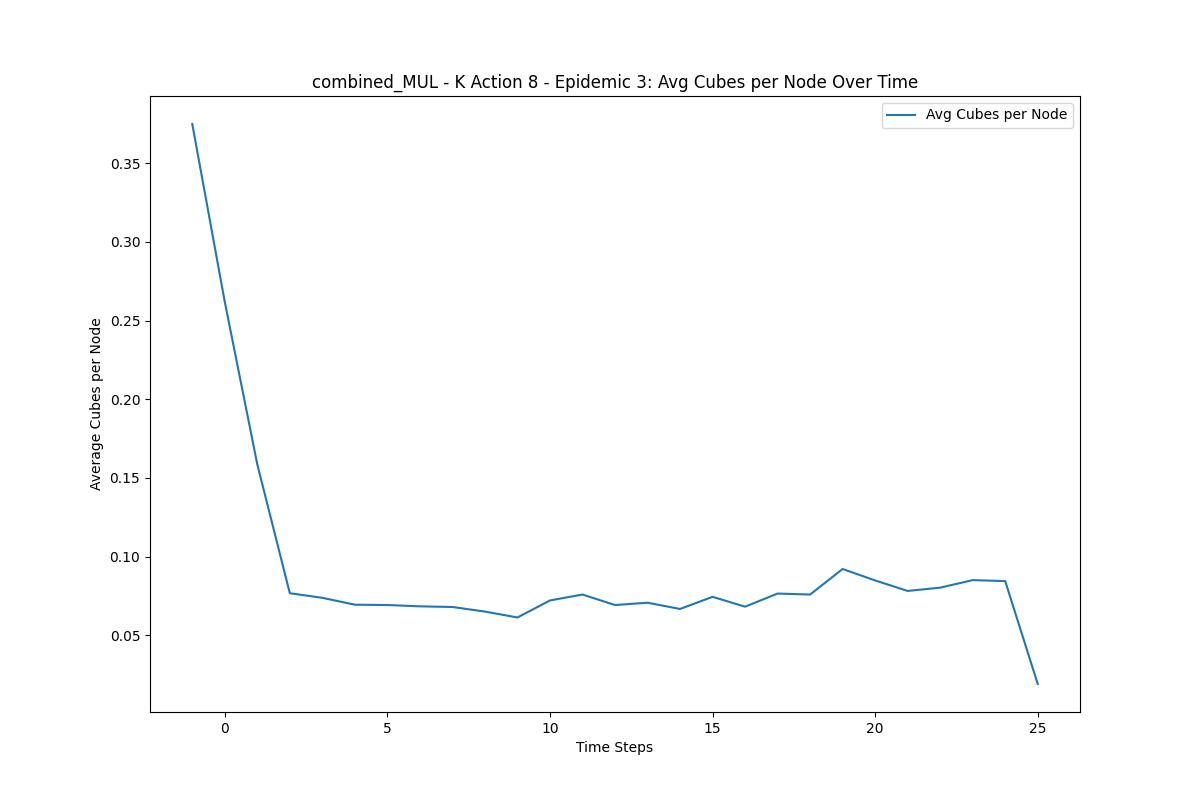 combined_MUL - K Action 8 - Epidemic 3: Avg Cubes per Node Over Time
Avg Cubes per Node
Average Cubes per Node
0.35
0.30
0.25
0.20
0.15
0.10
0.05
0 5 10 15 20 25
Time Steps